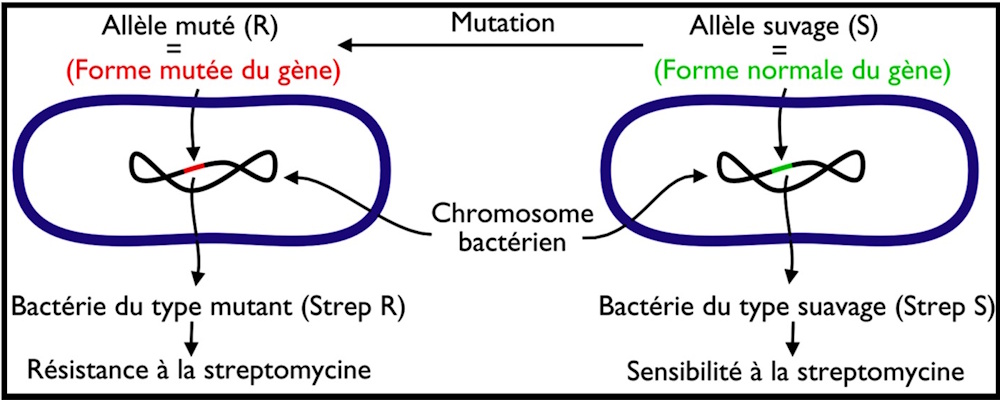 Allèle muté (R)
=
(Forme mutée du gène)
Mutation
Allèle suvage (S)
=
(Forme normale du gène)
Chromosome
bactérien
Bactérie du type mutant (Strep R)
Résistance à la streptomycine
Bactérie du type suavage (Strep S)
Sensibilité à la streptomycine